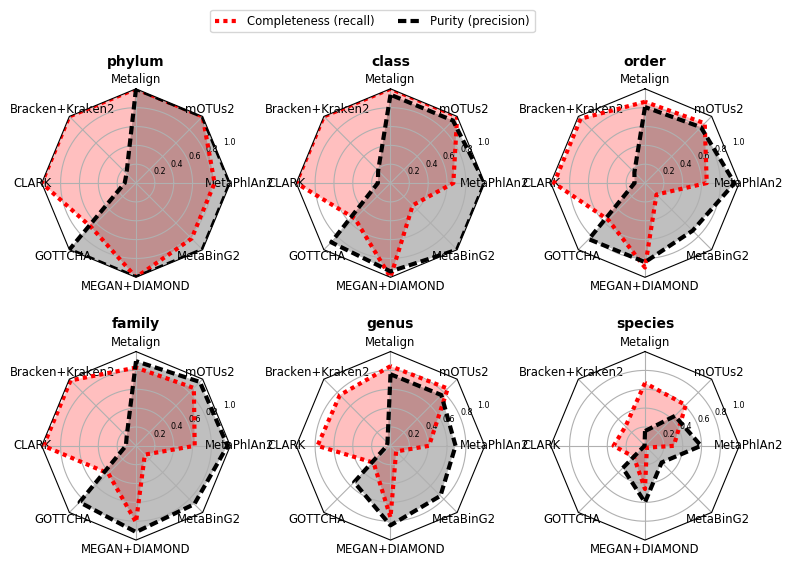 Completeness (recall) Purity (precision)
phylum
Metalign
Bracken+Kraken2
mOTUs2
CLARK
MetaPhlAn2
GOTTCHA
MetaBinG2
MEGAN+DIAMOND
0.2 0.4 0.6 0.8 1.0
class
Metalign
Bracken+Kraken2
mOTUs2
CLARK
MetaPhlAn2
GOTTCHA
MetaBinG2
MEGAN+DIAMOND
0.2 0.4 0.6 0.8 1.0
order
Metalign
Bracken+Kraken2
mOTUs2
CLARK
MetaPhlAn2
GOTTCHA
MetaBinG2
MEGAN+DIAMOND
0.2 0.4 0.6 0.8 1.0
family
Metalign
Bracken+Kraken2
mOTUs2
CLARK
MetaPhlAn2
GOTTCHA
MetaBinG2
MEGAN+DIAMOND
0.2 0.4 0.6 0.8 1.0
genus
Metalign
Bracken+Kraken2
mOTUs2
CLARK
MetaPhlAn2
GOTTCHA
MetaBinG2
MEGAN+DIAMOND
0.2 0.4 0.6 0.8 1.0
species
Metalign
Bracken+Kraken2
mOTUs2
CLARK
MetaPhlAn2
GOTTCHA
MetaBinG2
MEGAN+DIAMOND
0.2 0.4 0.6 0.8 1.0